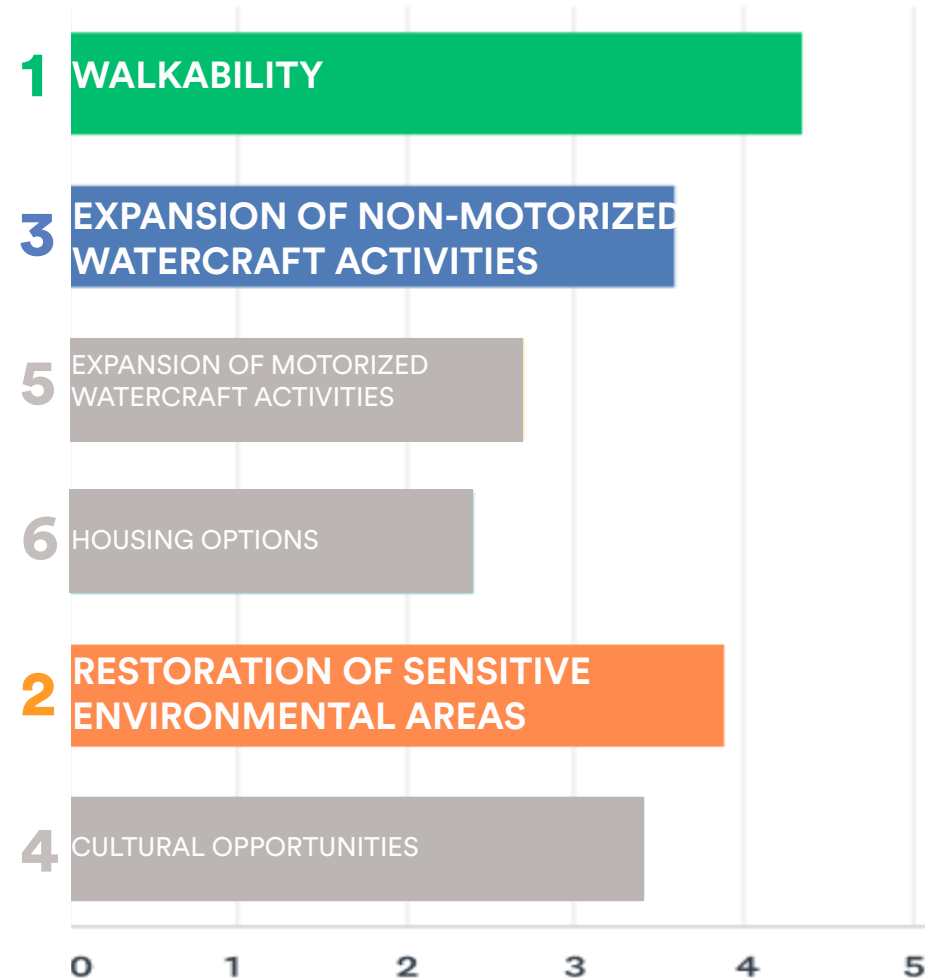 1 WALKABILITY
3 EXPANSION OF NON-MOTORIZED
WATERCRAFT ACTIVITIES
5 EXPANSION OF MOTORIZED
WATERCRAFT ACTIVITIES
6 HOUSING OPTIONS
2 RESTORATION OF SENSITIVE
ENVIRONMENTAL AREAS
4 CULTURAL OPPORTUNITIES
0 1 2 3 4 5